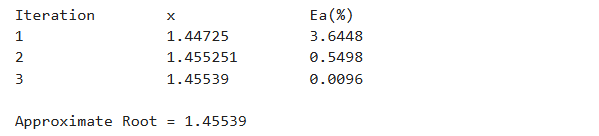 Iteration x Ea(%)
1 1.44725 3.6448
2 1.455251 0.5498
3 1.45539 0.0096
Approximate Root = 1.45539